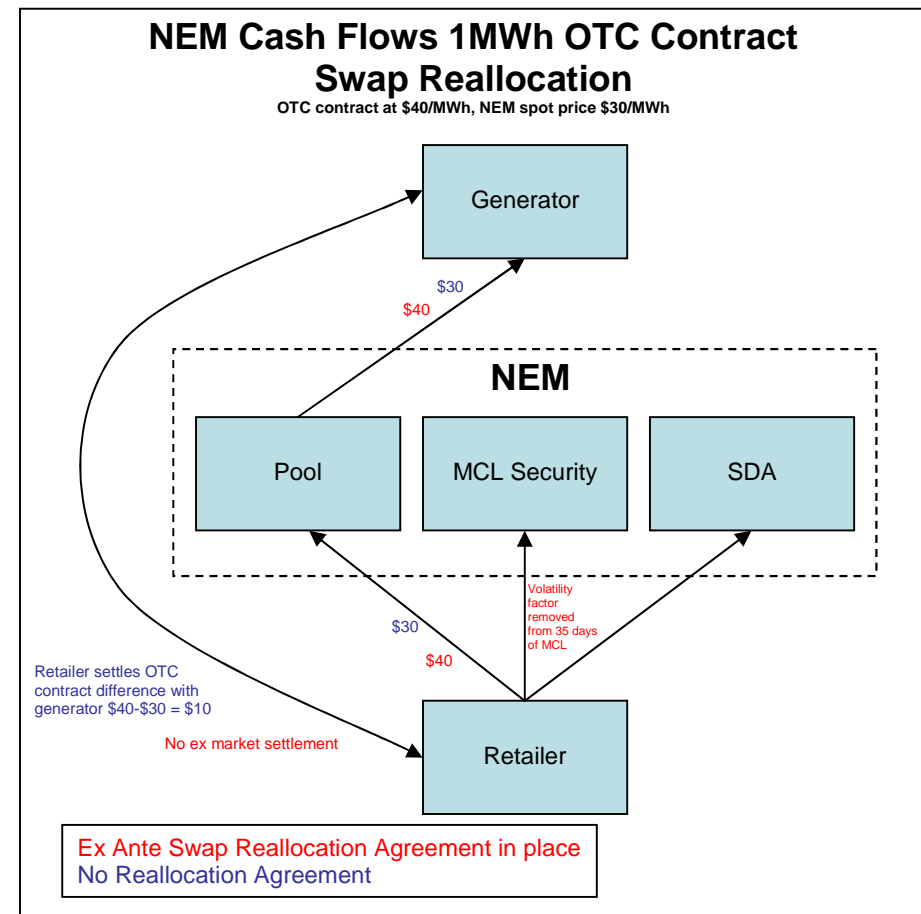 NEM Cash Flows 1MWh OTC Contract
Swap Reallocation
OTC contract at $40/MWh, NEM spot price $30/MWh
Generator
$30
$40
NEM
Pool
MCL Security
SDA
Volatility
factor
removed
from 35 days
of MCL
$30
$40
Retailer settles OTC
contract difference with
generator $40-$30 = $10
No ex market settlement
Retailer
Ex Ante Swap Reallocation Agreement in place
No Reallocation Agreement